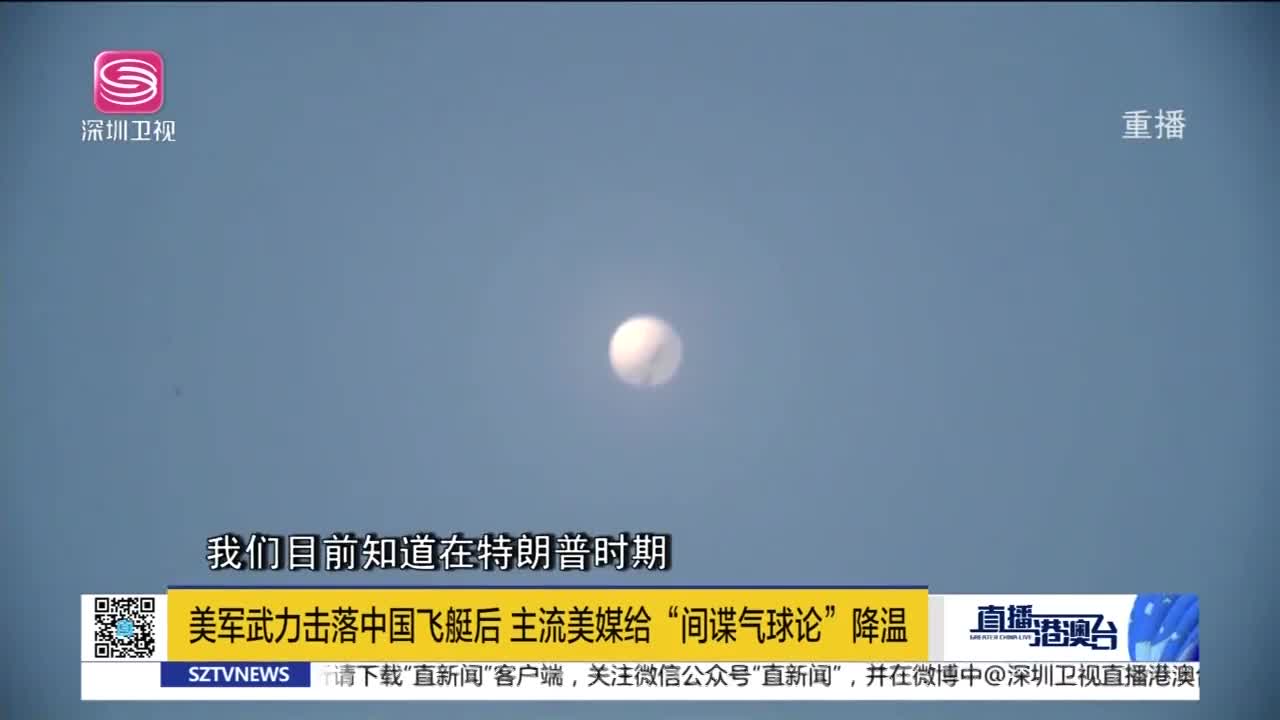 深圳卫视
重播
我们目前知道在特朗普时期
美军武力击落中国飞艇后 主流美媒给“间谍气球论”降温
直播港澳台
GREATER CHINA LIVE
SZTVNEWS
请下载“直新闻”客户端，关注微信公众号“直新闻”，并在微博中@深圳卫视直播港澳